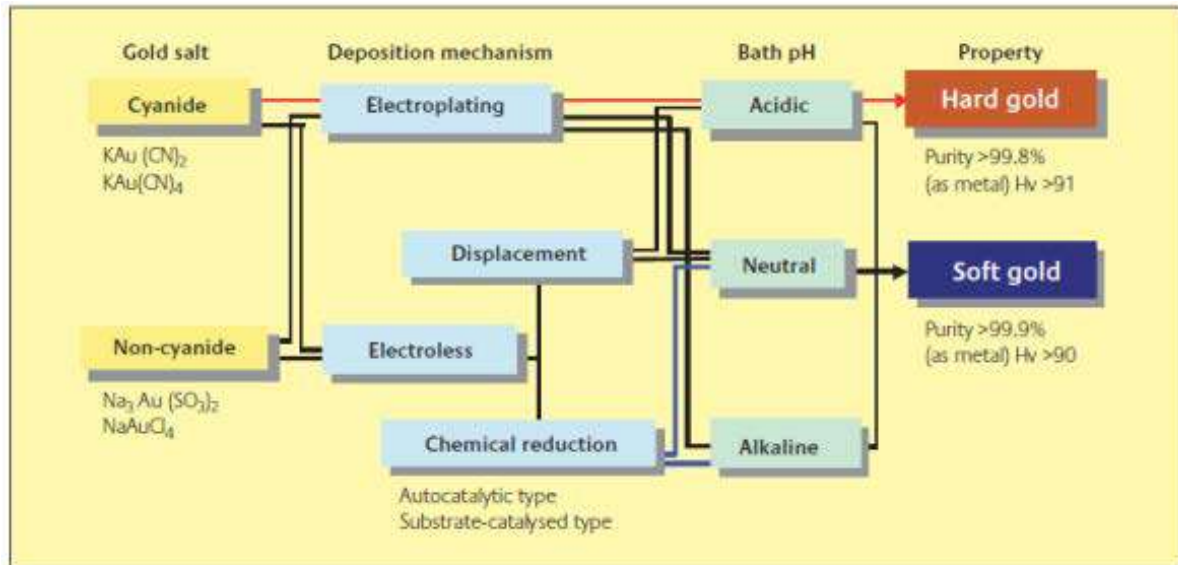 Gold salt
Deposition mechanism
Bath pH
Property
Cyanide
Electroplating
Acidic
Hard gold
KAu (CN)₂
KAu(CN)₄
Purity >99.8%
(as metal) Hv >91
Displacement
Neutral
Soft gold
Purity >99.9%
(as metal) Hv >90
Non-cyanide
Electroless
Na₃ Au (SO₃)₂
NaAuCl₄
Chemical reduction
Alkaline
Autocatalytic type
Substrate-catalysed type